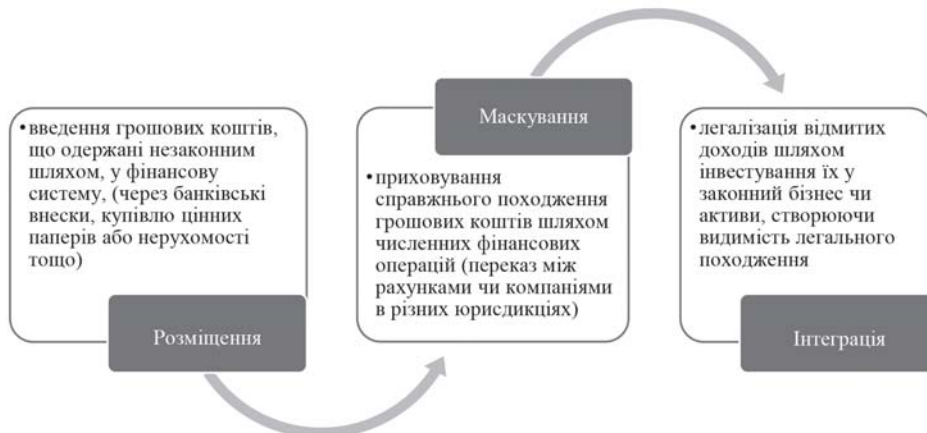 •введення грошових коштів,
що одержані незаконним
шляхом, у фінансову
систему, (через банківські
внески, купівлю цінних
паперів або нерухомості
тощо)
Розміщення
Маскування
•приховування
справжнього походження
грошових коштів шляхом
численних фінансових
операцій (переказ між
рахунками чи компаніями
в різних юрисдикціях)
•легалізація відмитих
доходів шляхом
інвестування їх у
законний бізнес чи
активи, створюючи
видимість легального
походження
Інтеграція